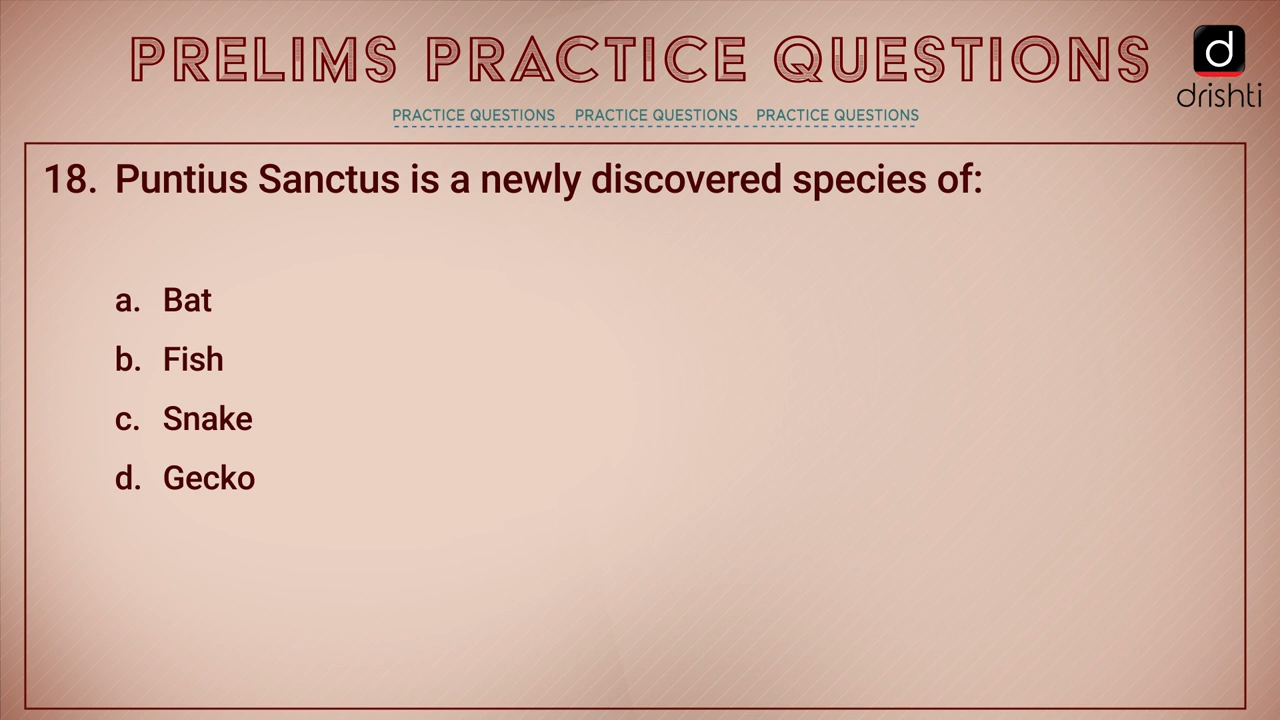 PRELIMS PRACTICE QUESTIONS
d
drishti
PRACTICE QUESTIONS PRACTICE QUESTIONS PRACTICE QUESTIONS
18. Puntius Sanctus is a newly discovered species of:
a. Bat
b. Fish
c. Snake
d. Gecko